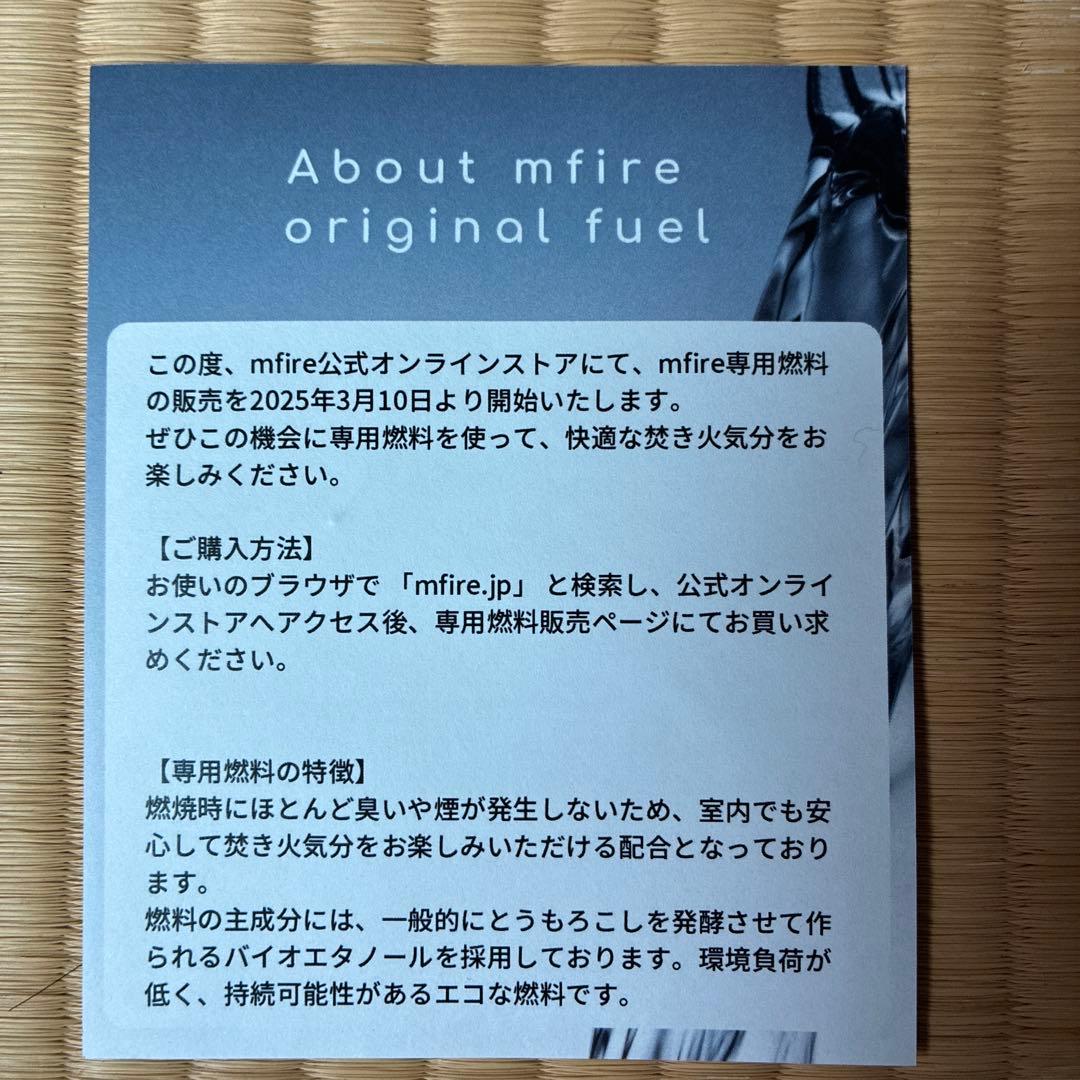 About mfire
original fuel
この度、mfire公式オンラインストアにて、mfire専用燃料
の販売を2025年3月10日より開始いたします。
ぜひこの機会に専用燃料を使って、快適な焚き火気分をお
楽しみください。
【ご購入方法】
お使いのブラウザで「mfire.jp」と検索し、公式オンライ
ンストアへアクセス後、専用燃料販売ページにてお買い求
めください。
【専用燃料の特徴】
燃焼時にほとんど臭いや煙が発生しないため、室内でも安
心して焚き火気分をお楽しみいただける配合となっており
ます。
燃料の主成分には、一般的にとうもろこしを発酵させて作
られるバイオエタノールを採用しております。環境負荷が
低く、持続可能性があるエコな燃料です。